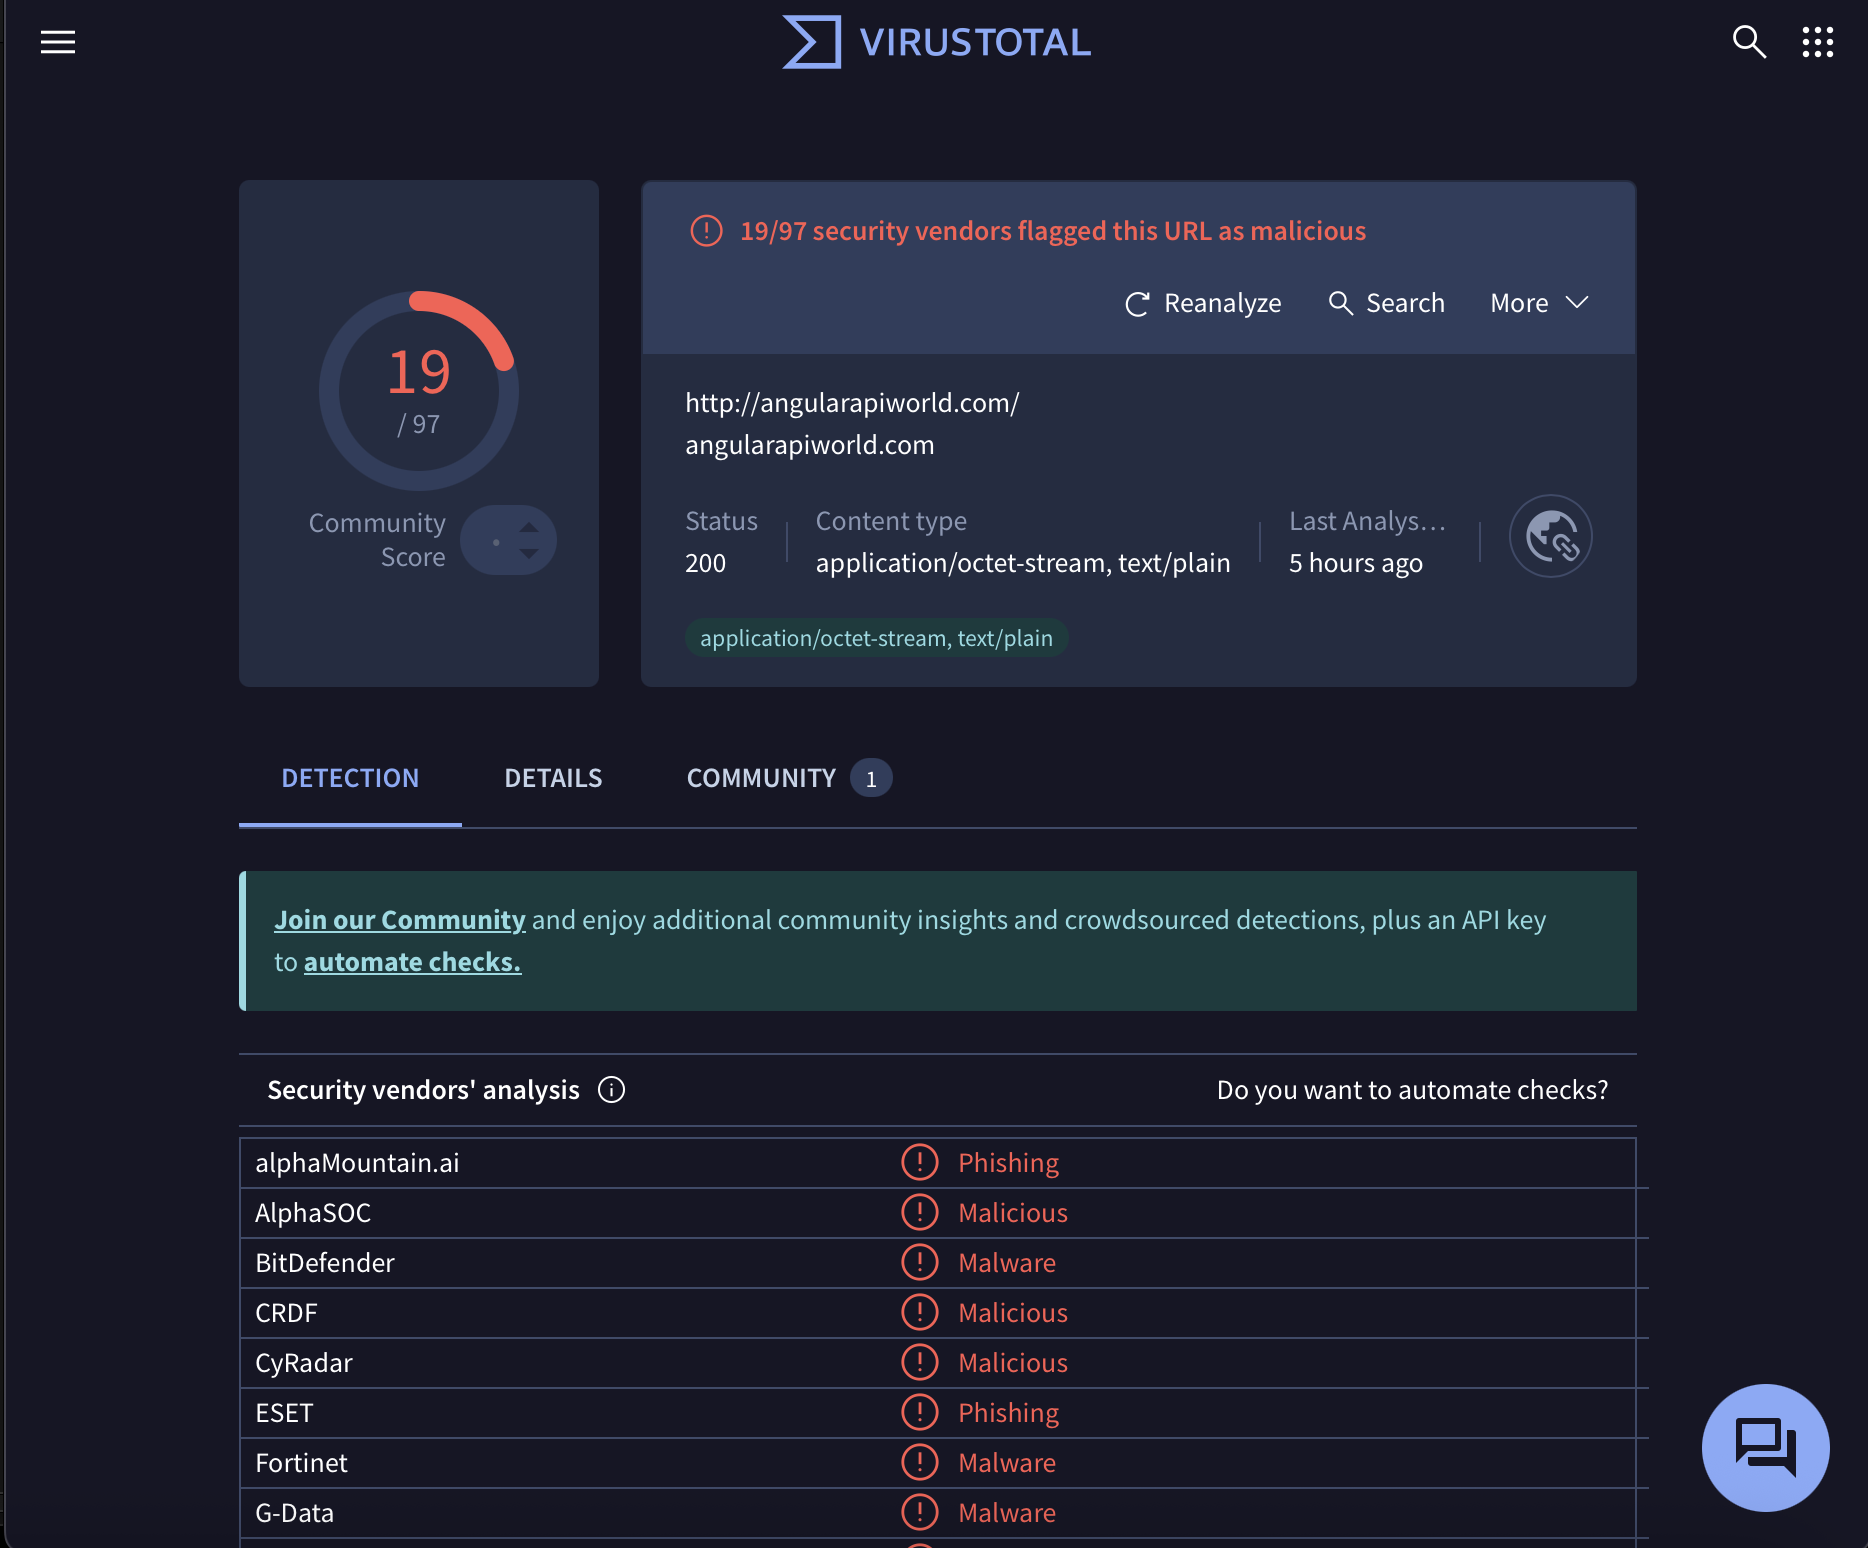 VIRUSTOTAL
19
/ 97
Community
Score
19/97 security vendors flagged this URL as malicious
Reanalyze
Search
More
http://angularapiworld.com/
angularapiworld.com
Status
200
Content type
application/octet-stream, text/plain
Last Analys...
5 hours ago
application/octet-stream, text/plain
DETECTION
DETAILS
COMMUNITY 1
Join our Community and enjoy additional community insights and crowdsourced detections, plus an API key
to automate checks.
Security vendors' analysis
Do you want to automate checks?
alphaMountain.ai Phishing
AlphaSOC Malicious
BitDefender Malware
CRDF Malicious
CyRadar Malicious
ESET Phishing
Fortinet Malware
G-Data Malware